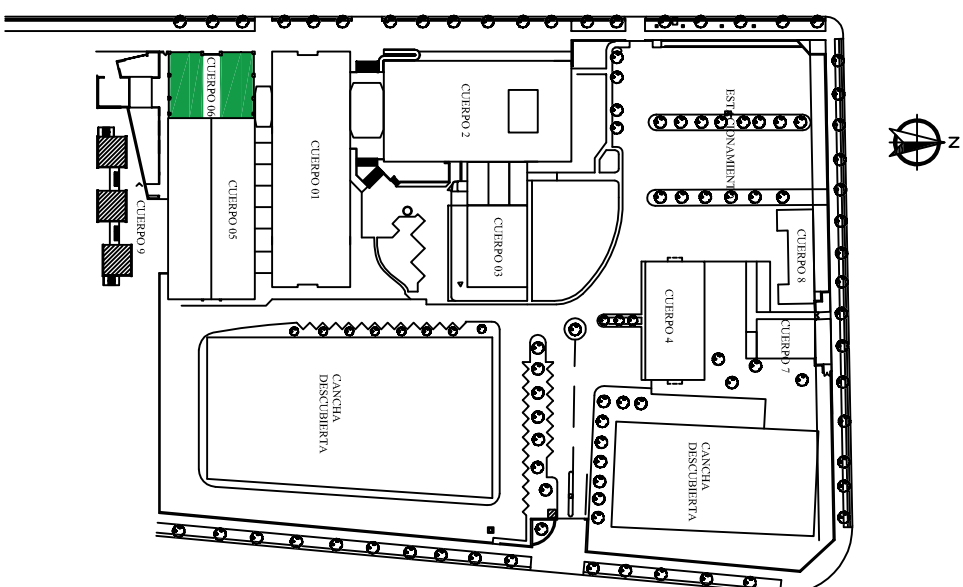 CUERPO 06
CUERPO 05
CUERPO 9
CUERPO 01
CUERPO 2
CUERPO 03
ESTACIONAMIENTO
CUERPO 8
CUERPO 4
CUERPO 7
CANCHA
DESCUBIERTA
CANCHA
DESCUBIERTA
N